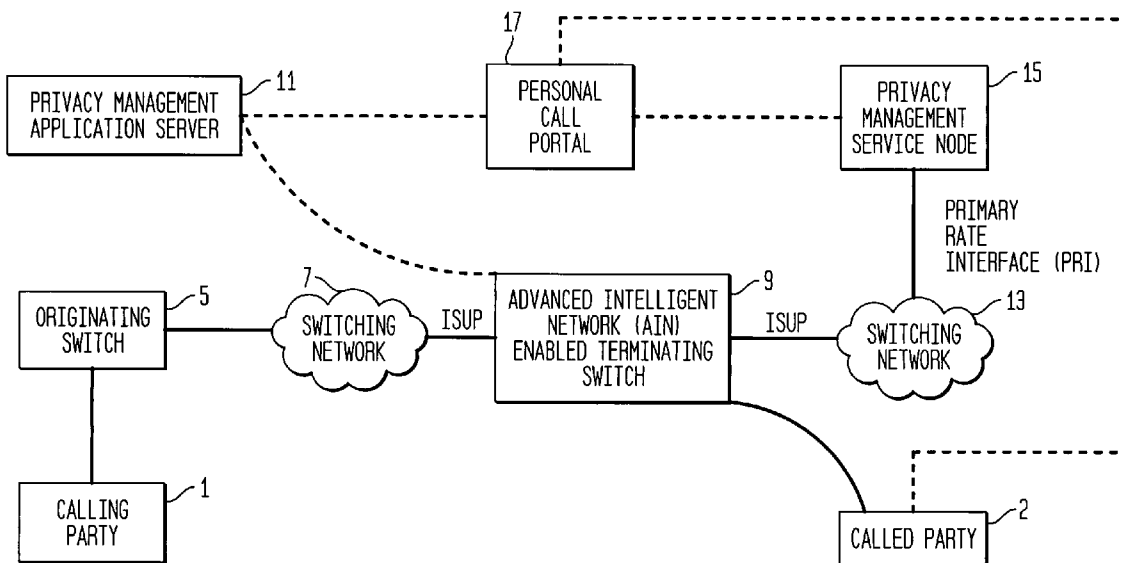 17
11
15
PRIVACY MANAGEMENT
APPLICATION SERVER
PERSONAL
CALL
PORTAL
PRIVACY
MANAGEMENT
SERVICE NODE
PRIMARY
RATE
INTERFACE (PRI)
5
7
9
13
ORIGINATING
SWITCH
SWITCHING
NETWORK
ISUP
ADVANCED INTELLIGENT
NETWORK (AIN)
ENABLED TERMINATING
SWITCH
ISUP
SWITCHING
NETWORK
1
CALLING
PARTY
2
CALLED PARTY